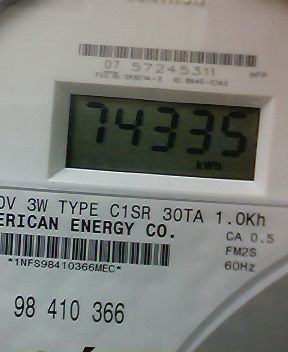 07 57245311
74335
kWh
0V 3W TYPE C1SR 30TA 1.0Kh
ERICAN ENERGY CO.
CA 0.5
FM2S
*1NFS98410366MEC*
60Hz
98 410 366